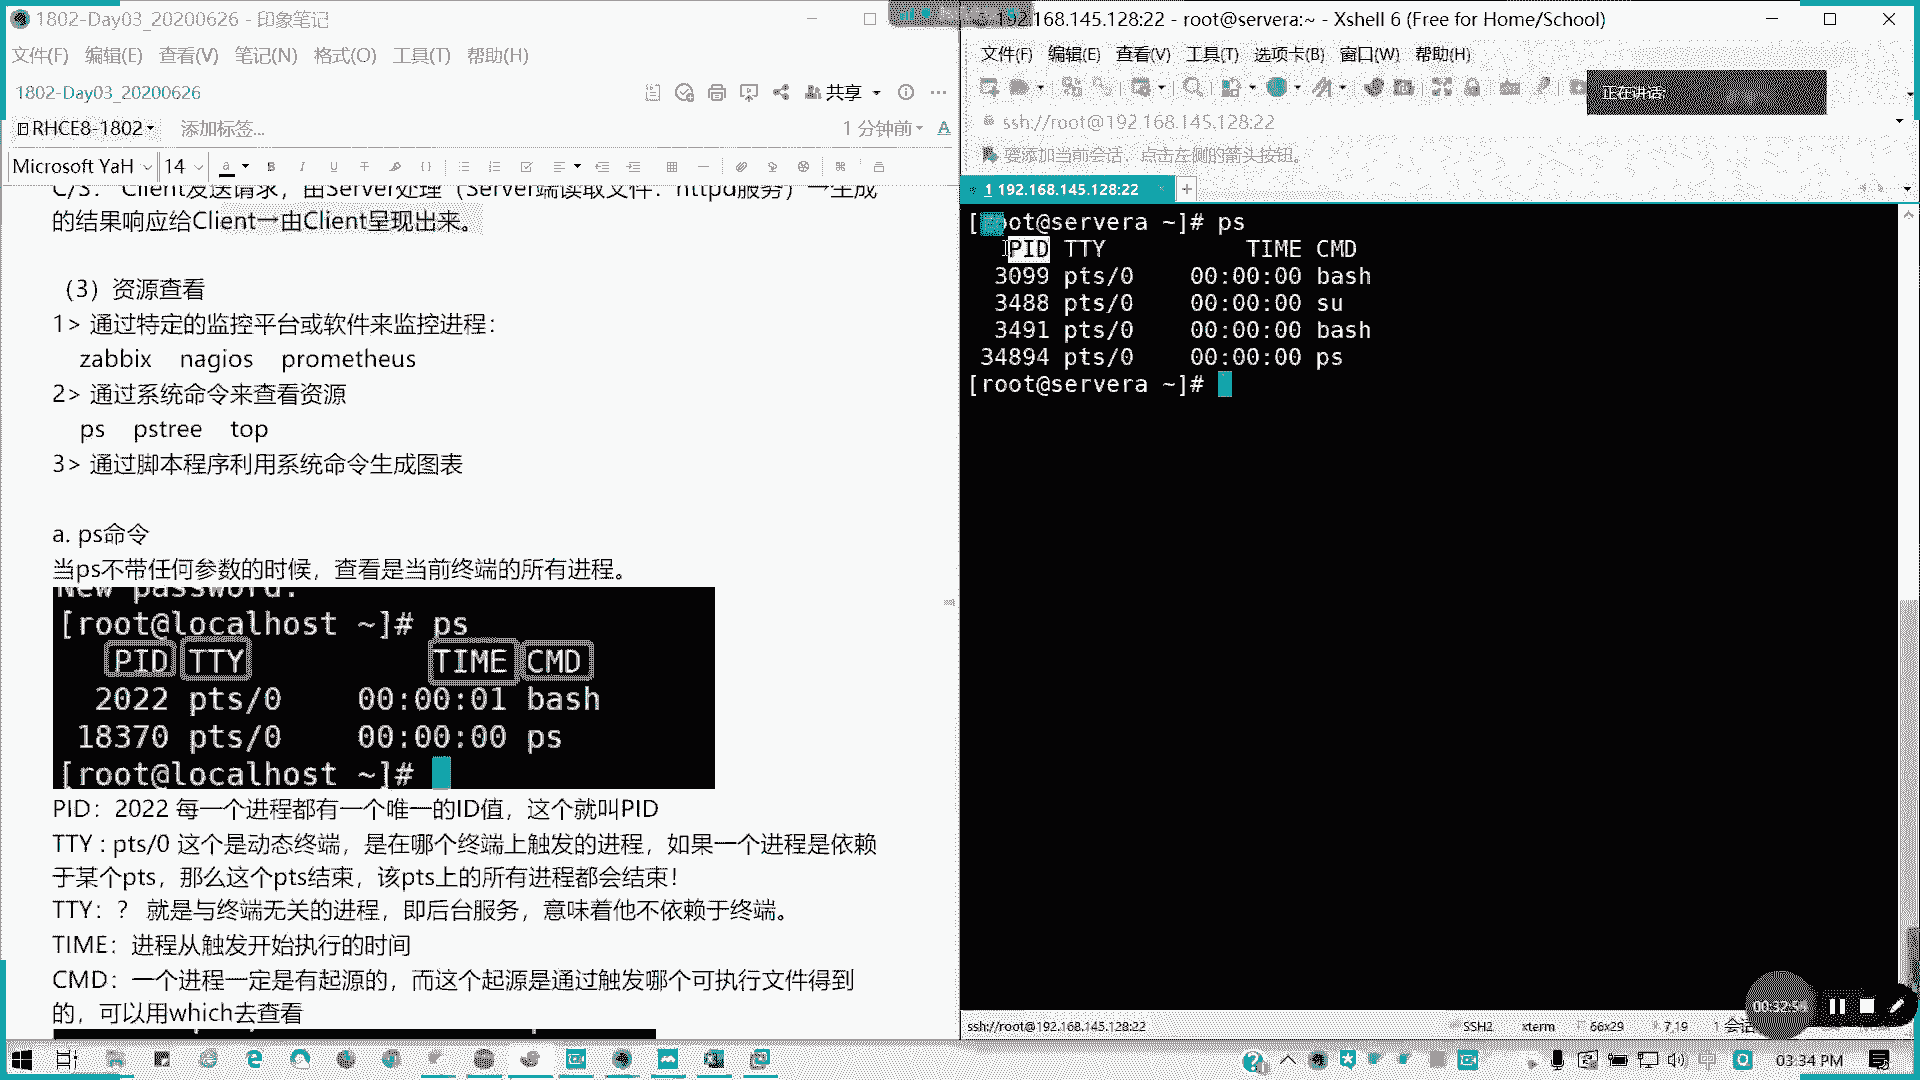 1802-Day03_20200626 - 印象笔记
文件(F) 编辑(E) 查看(V) 笔记(N) 格式(O) 工具(T) 帮助(H)
1802-Day03_20200626
共享
RHCE8-1802
添加标签...
1 分钟前
Microsoft YaH 14
C/S： Client发送请求，由Server处理（Server端读取文件：httpd服务）→生成
的结果响应给Client→由Client呈现出来。
（3）资源查看
1> 通过特定的监控平台或软件来监控进程：
zabbix nagios prometheus
2> 通过系统命令来查看资源
ps pstree top
3> 通过脚本程序利用系统命令生成图表
a. ps命令
当ps不带任何参数的时候，查看是当前终端的所有进程。
New password:
[root@localhost ~]# ps
PID TTY TIME CMD
2022 pts/0 00:00:01 bash
18370 pts/0 00:00:00 ps
[root@localhost ~]#
PID：2022 每一个进程都有一个唯一的ID值，这个就叫PID
TTY : pts/0 这个是动态终端，是在哪个终端上触发的进程，如果一个进程是依赖
于某个pts，那么这个pts结束，该pts上的所有进程都会结束！
TTY：？ 就是与终端无关的进程，即后台服务，意味着他不依赖于终端。
TIME：进程从触发开始执行的时间
CMD：一个进程一定是有起源的，而这个起源是通过触发哪个可执行文件得到
的，可以用which去查看
192.168.145.128:22 - root@servera:~ - Xshell 6 (Free for Home/School)
文件(F) 编辑(E) 查看(V) 工具(T) 选项卡(B) 窗口(W) 帮助(H)
正在讲话:
ssh://root@192.168.145.128:22
要添加当前会话，点击左侧的箭头按钮。
1 192.168.145.128:22
[root@servera ~]# ps
PID TTY TIME CMD
3099 pts/0 00:00:00 bash
3488 pts/0 00:00:00 su
3491 pts/0 00:00:00 bash
34894 pts/0 00:00:00 ps
[root@servera ~]#
ssh://root@192.168.145.128:22
SSH2 xterm 66x29 7,19 1 会话
03:34 PM